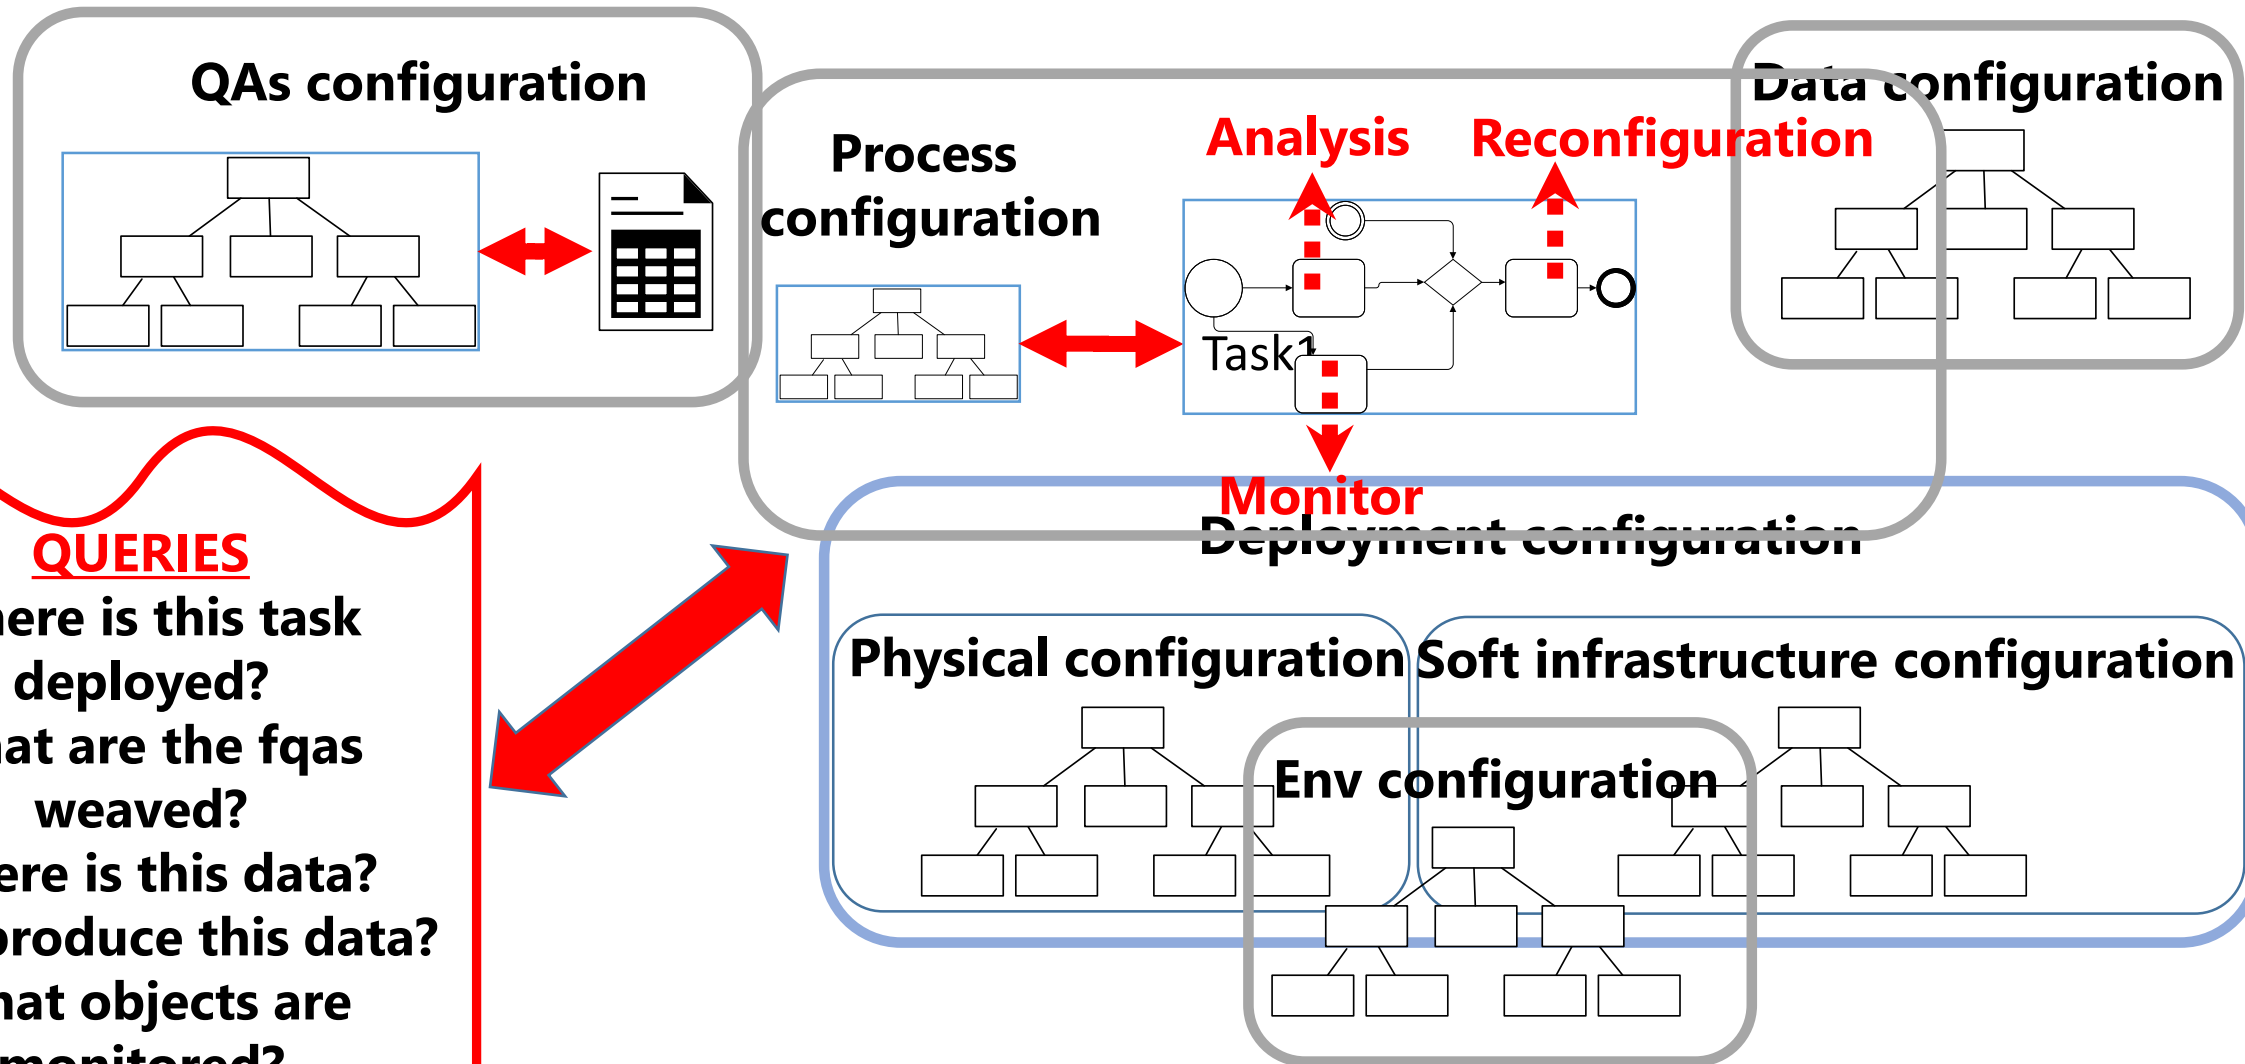 QAs configuration
Data configuration
Process
configuration
Analysis
Reconfiguration
Task1
Monitor
Deployment configuration
Physical configuration
Soft infrastructure configuration
Env configuration
QUERIES
is this task
deployed?
are the fqas
weaved?
is this data?
produce this data?
objects are
monitored?